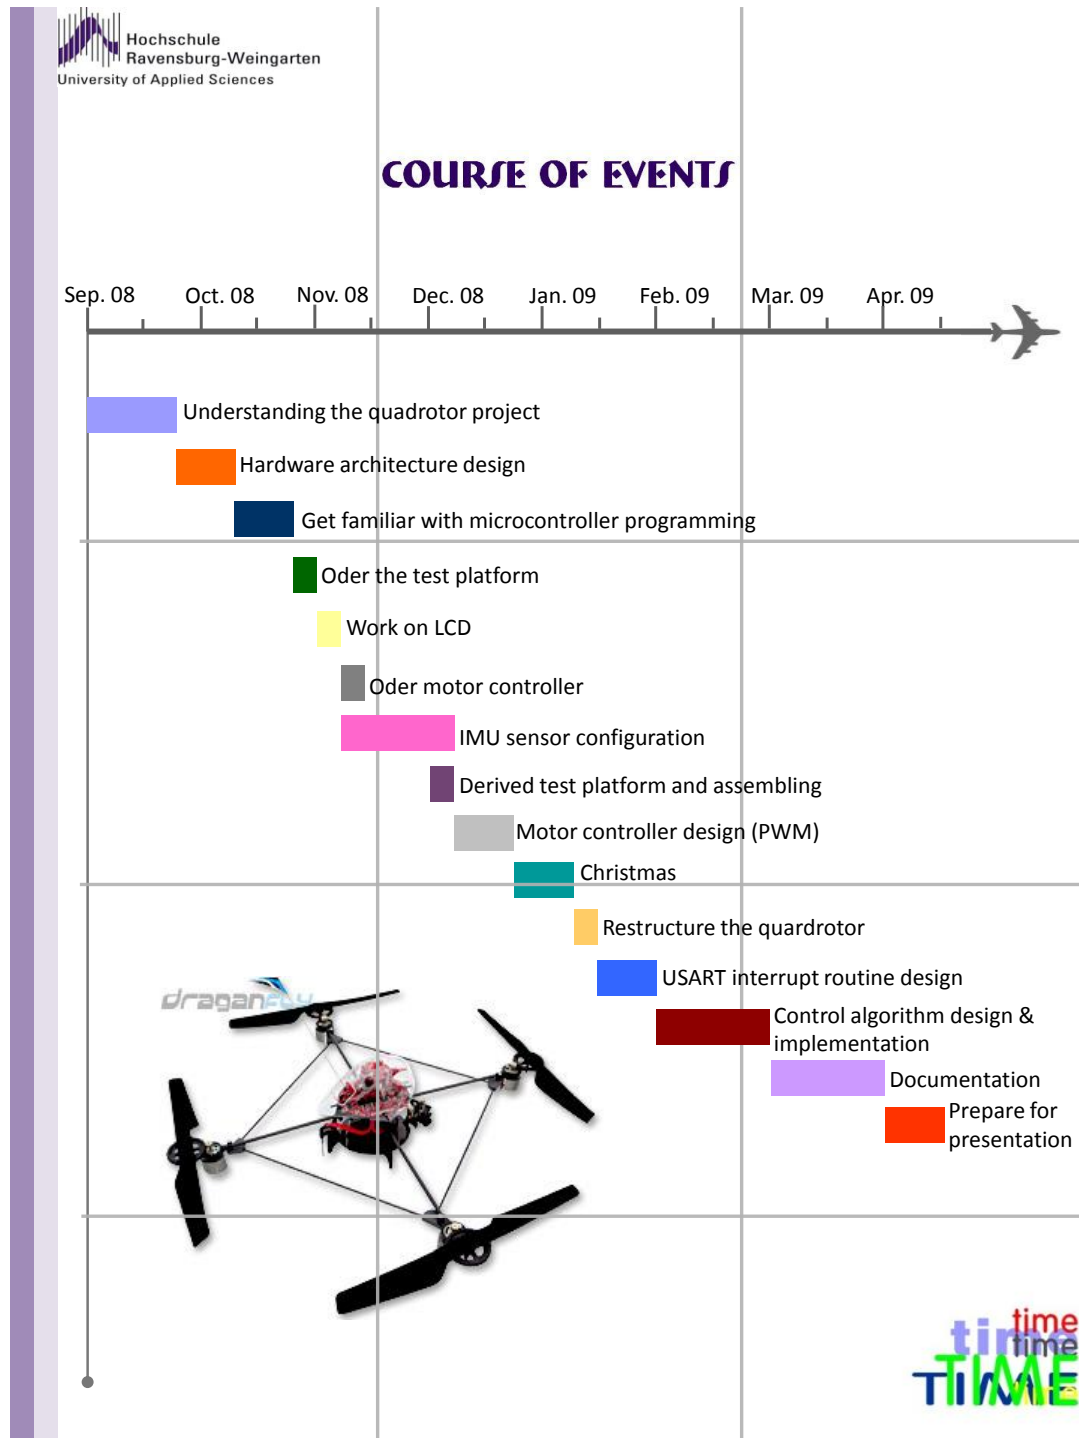 Hochschule
Ravensburg-Weingarten
University of Applied Sciences
COURSE OF EVENTS
Sep. 08 Oct. 08 Nov. 08 Dec. 08 Jan. 09 Feb. 09 Mar. 09 Apr. 09
Understanding the quadrotor project
Hardware architecture design
Get familiar with microcontroller programming
Oder the test platform
Work on LCD
Oder motor controller
IMU sensor configuration
Derived test platform and assembling
Motor controller design (PWM)
Christmas
Restructure the quardrotor
USART interrupt routine design
Control algorithm design &
implementation
Documentation
Prepare for
presentation
draganfly
time
time
time
TIME
TIME
time